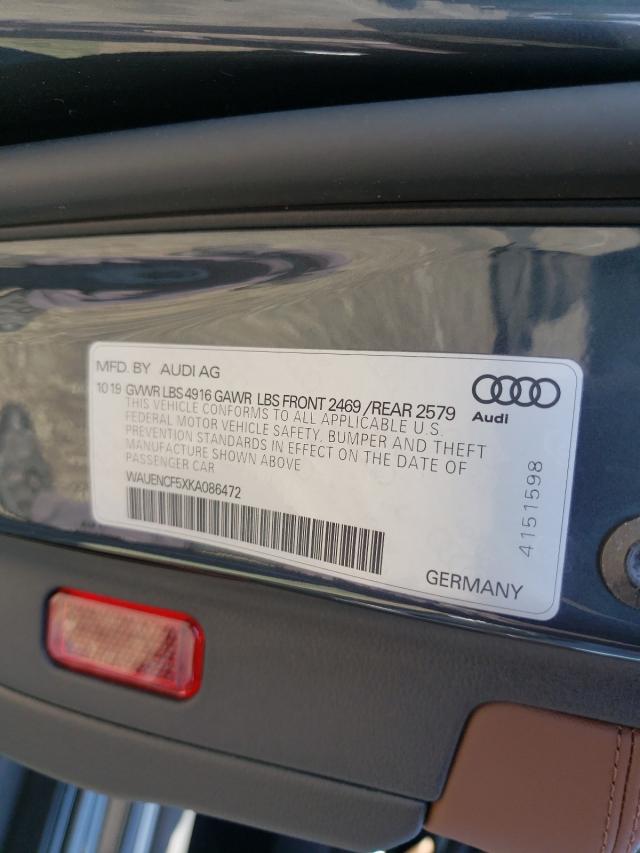 MFD. BY AUDI AG
10 19 GVWR LBS 4916 GAWR LBS FRONT 2469 /REAR 2579
THIS VEHICLE CONFORMS TO ALL APPLICABLE U.S.
FEDERAL MOTOR VEHICLE SAFETY, BUMPER AND THEFT
PREVENTION STANDARDS IN EFFECT ON THE DATE OF
MANUFACTURE SHOWN ABOVE
PASSENGER CAR
WAUENCF5XKA086472
Audi
4151598
GERMANY